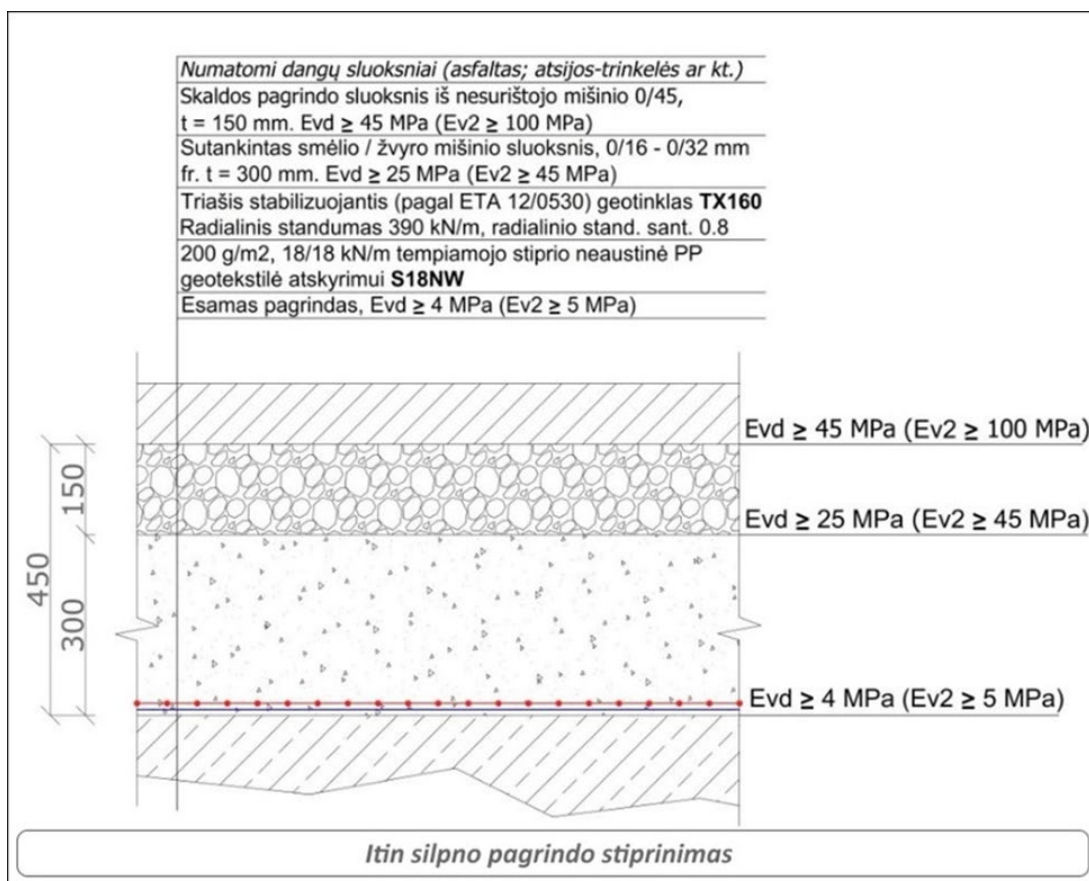 Numatomi dangų sluoksniai (asfaltas; atsijos-trinkelės ar kt.)
Skaldos pagrindo sluoksnis iš nesurištojo mišinio 0/45,
t = 150 mm. Evd ≥ 45 MPa (Ev2 ≥ 100 MPa)
Sutankintas smėlio / žvyro mišinio sluoksnis, 0/16 - 0/32 mm
fr. t = 300 mm. Evd ≥ 25 MPa (Ev2 ≥ 45 MPa)
Triašis stabilizuojantis (pagal ETA 12/0530) geotinklas TX160
Radialinis standumas 390 kN/m, radialinio stand. sant. 0.8
200 g/m2, 18/18 kN/m tempiamojo stiprio neaustinė PP
geotekstilė atskyrimui S18NW
Esamas pagrindas, Evd ≥ 4 MPa (Ev2 ≥ 5 MPa)
Evd ≥ 45 MPa (Ev2 ≥ 100 MPa)
150
Evd ≥ 25 MPa (Ev2 ≥ 45 MPa)
450
300
Evd ≥ 4 MPa (Ev2 ≥ 5 MPa)
Itin silpno pagrindo stiprinimas